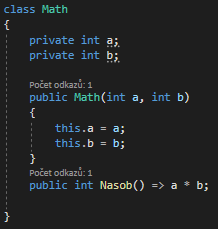 class Math
{
private int a;
private int b;
Počet odkazů: 1
public Math(int a, int b)
{
this.a = a;
this.b = b;
}
Počet odkazů: 1
public int Nasob() => a * b;
}